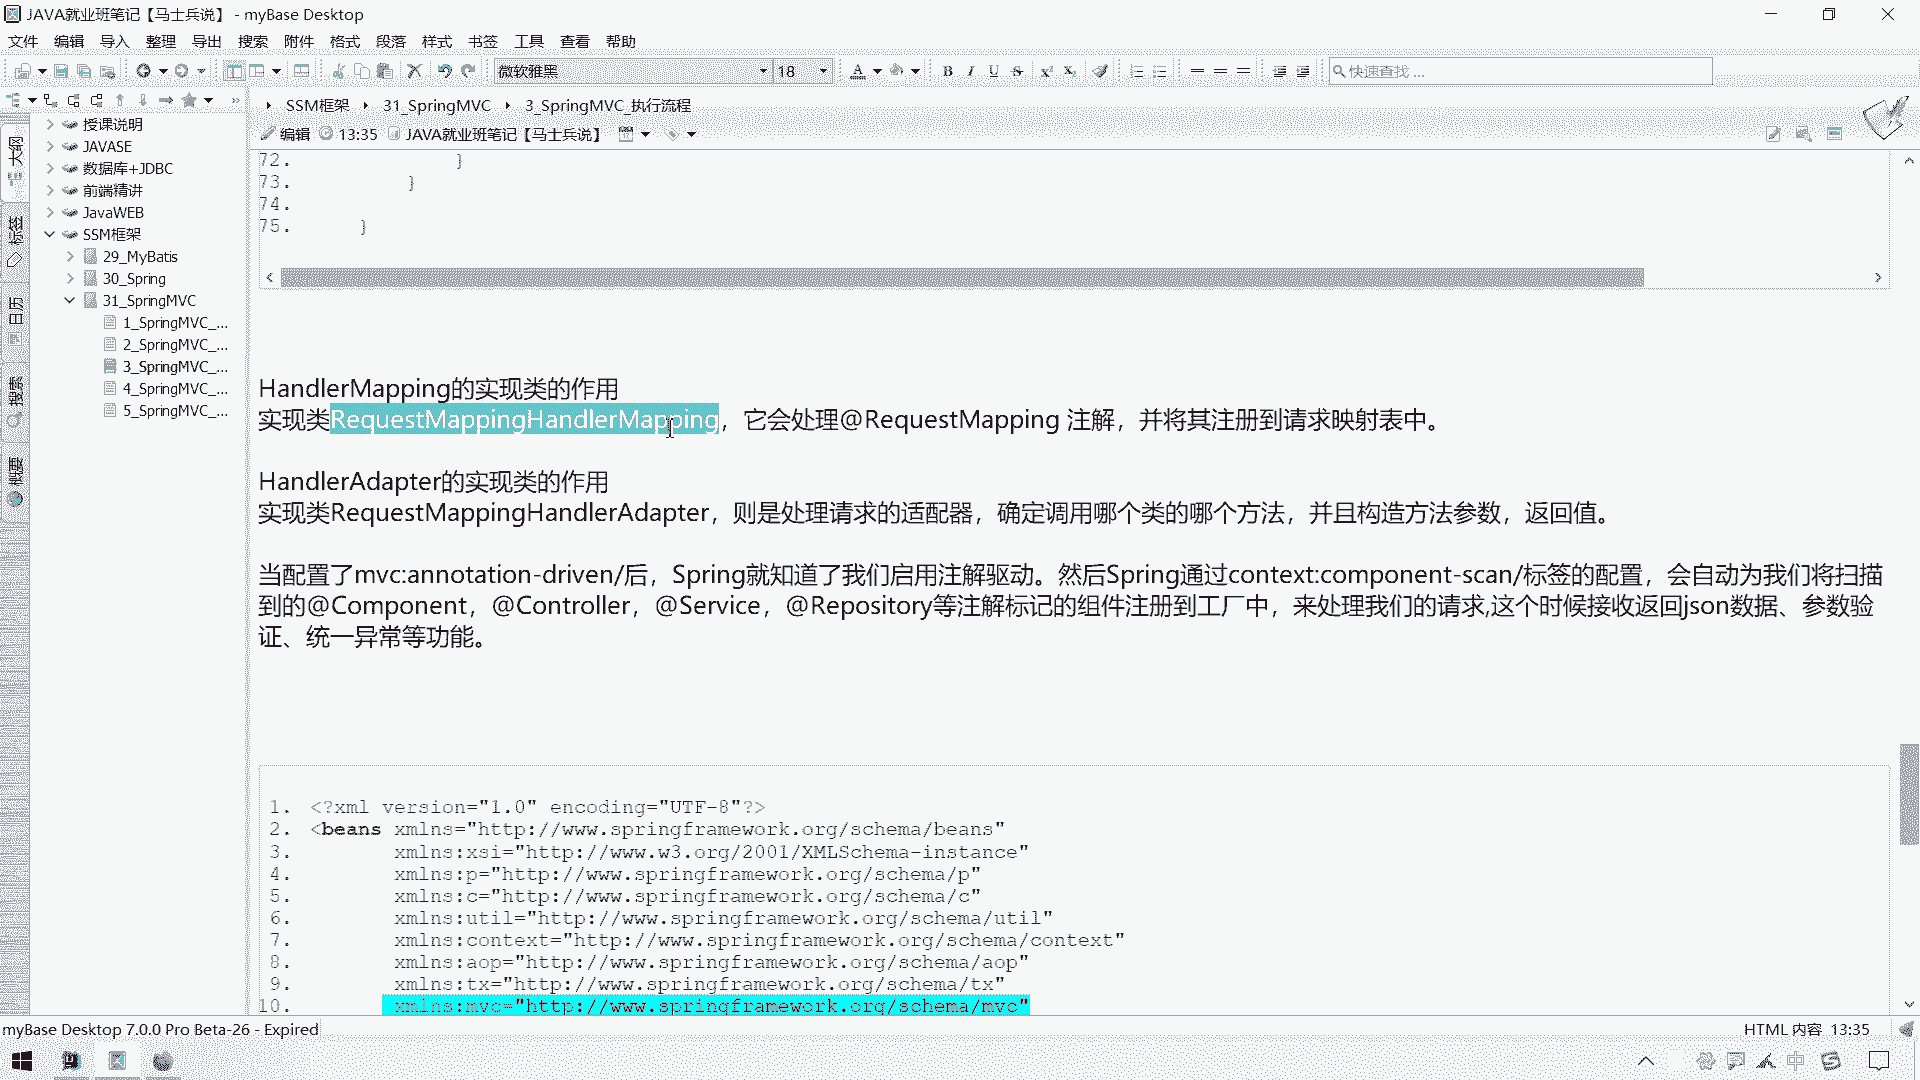 JAVA就业班笔记【马士兵说】 - myBase Desktop
文件 编辑 导入 整理 导出 搜索 附件 格式 段落 样式 书签 工具 查看 帮助
微软雅黑 18 B I U S 快速查找 ...
SSM框架 31_SpringMVC 3_SpringMVC_执行流程
编辑 13:35 JAVA就业班笔记【马士兵说】
大纲
标签
日历
搜索
概要
授课说明
JAVASE
数据库+JDBC
前端精讲
JavaWEB
SSM框架
29_MyBatis
30_Spring
31_SpringMVC
1_SpringMVC_...
2_SpringMVC_...
3_SpringMVC_...
4_SpringMVC_...
5_SpringMVC_...
72. }
73. }
74.
75. }
HandlerMapping的实现类的作用
实现类RequestMappingHandlerMapping，它会处理@RequestMapping 注解，并将其注册到请求映射表中。
HandlerAdapter的实现类的作用
实现类RequestMappingHandlerAdapter，则是处理请求的适配器，确定调用哪个类的哪个方法，并且构造方法参数，返回值。
当配置了mvc:annotation-driven/后，Spring就知道了我们启用注解驱动。然后Spring通过context:component-scan/标签的配置，会自动为我们将扫描
到的@Component，@Controller，@Service，@Repository等注解标记的组件注册到工厂中，来处理我们的请求,这个时候接收返回json数据、参数验
证、统一异常等功能。
1. <?xml version="1.0" encoding="UTF-8"?>
2. <beans xmlns="http://www.springframework.org/schema/beans"
3. xmlns:xsi="http://www.w3.org/2001/XMLSchema-instance"
4. xmlns:p="http://www.springframework.org/schema/p"
5. xmlns:c="http://www.springframework.org/schema/c"
6. xmlns:util="http://www.springframework.org/schema/util"
7. xmlns:context="http://www.springframework.org/schema/context"
8. xmlns:aop="http://www.springframework.org/schema/aop"
9. xmlns:tx="http://www.springframework.org/schema/tx"
10. xmlns:mvc="http://www.springframework.org/schema/mvc"
myBase Desktop 7.0.0 Pro Beta-26 - Expired
HTML 内容 13:35
中